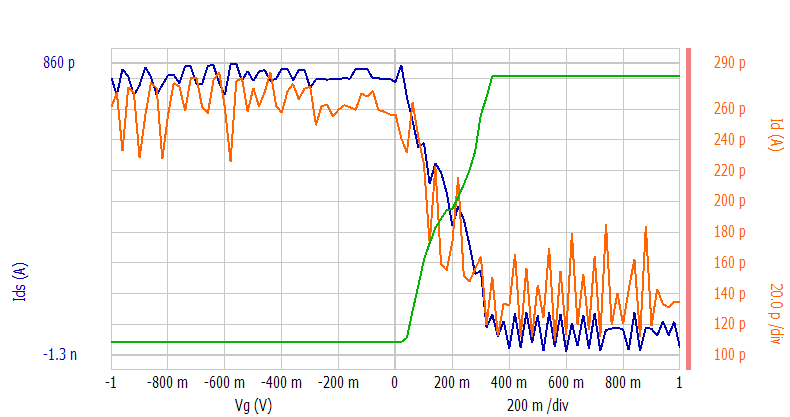 860 p
-1.3 n
Ids (A)
290 p
260 p
240 p
220 p
200 p
180 p
160 p
140 p
120 p
100 p
Id (A)
20.0 p /div
-1
-800 m
-600 m
-400 m
-200 m
0
200 m
400 m
600 m
800 m
1
Vg (V)
200 m /div